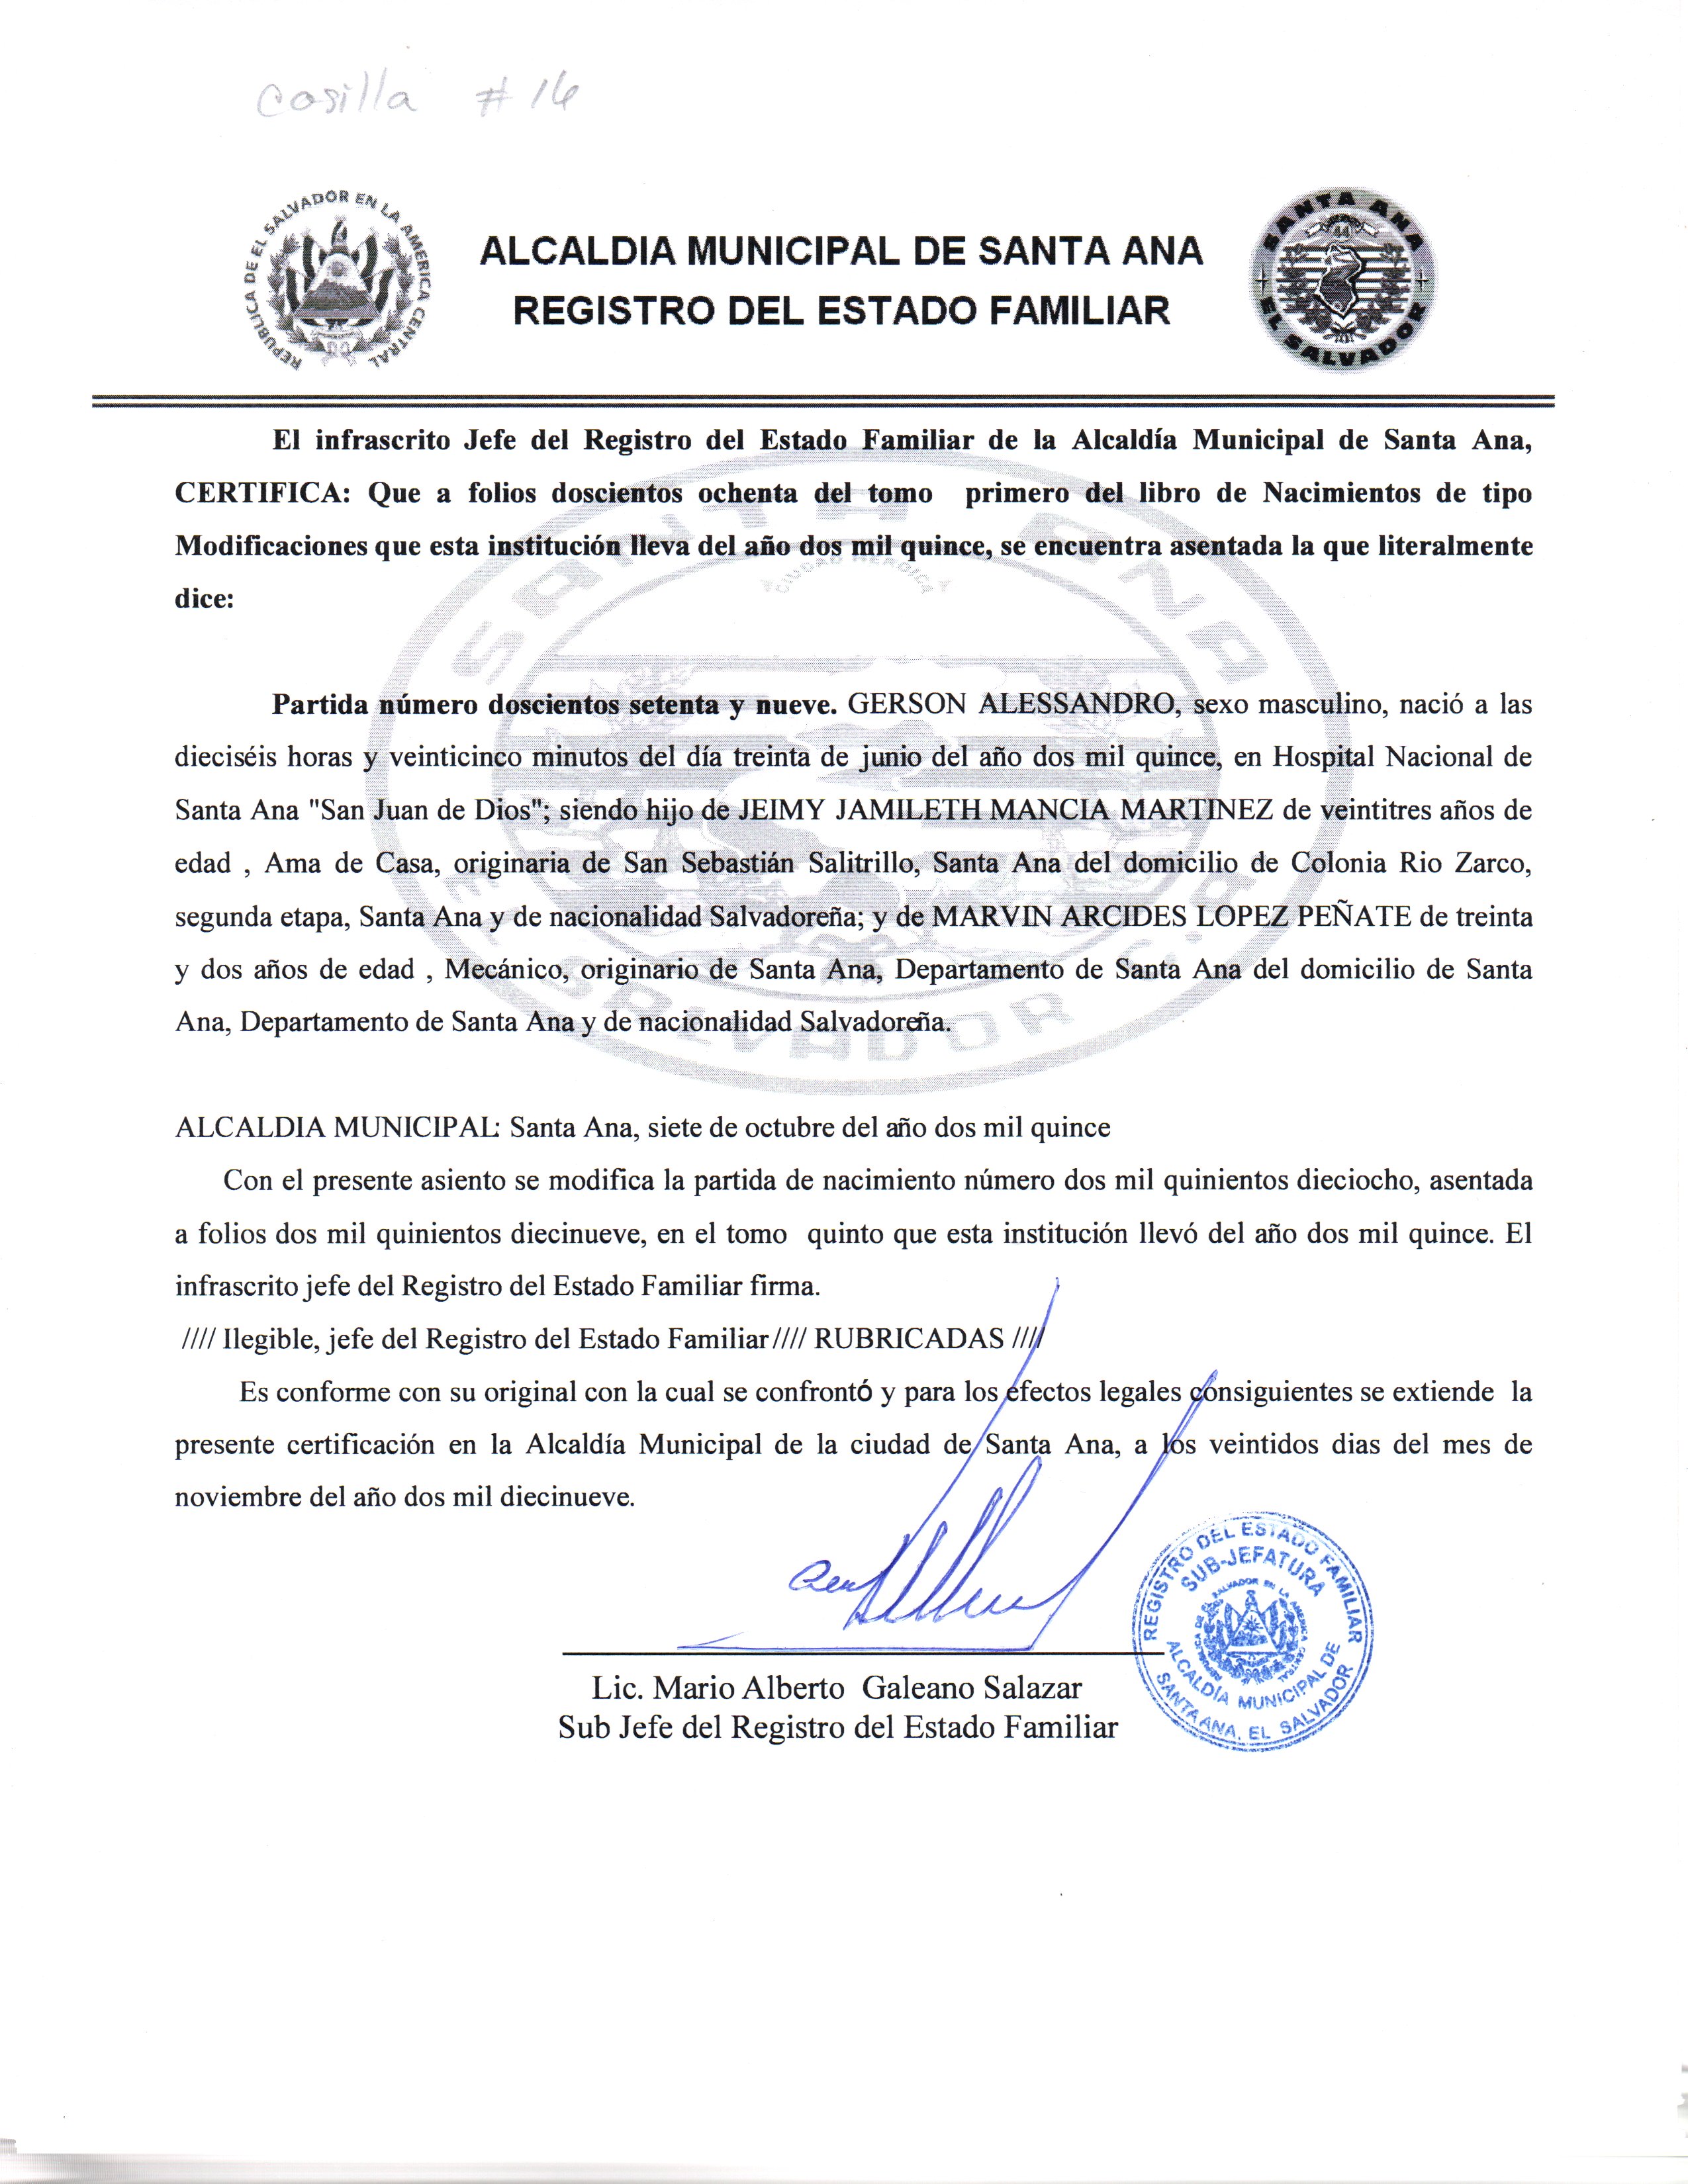 Casilla # 16
REPUBLICA DE EL SALVADOR EN LA AMERICA CENTRAL
SANTA ANA
44
EL SALVADOR
ALCALDIA MUNICIPAL DE SANTA ANA
REGISTRO DEL ESTADO FAMILIAR
El infrascrito Jefe del Registro del Estado Familiar de la Alcaldía Municipal de Santa Ana,
CERTIFICA: Que a folios doscientos ochenta del tomo primero del libro de Nacimientos de tipo
Modificaciones que esta institución lleva del año dos mil quince, se encuentra asentada la que literalmente
dice:
SANTA ANA
CIUDAD HEROICA
EL SALVADOR C. A.
Partida número doscientos setenta y nueve. GERSON ALESSANDRO, sexo masculino, nació a las
dieciséis horas y veinticinco minutos del día treinta de junio del año dos mil quince, en Hospital Nacional de
Santa Ana "San Juan de Dios"; siendo hijo de JEIMY JAMILETH MANCIA MARTINEZ de veintitres años de
edad , Ama de Casa, originaria de San Sebastián Salitrillo, Santa Ana del domicilio de Colonia Rio Zarco,
segunda etapa, Santa Ana y de nacionalidad Salvadoreña; y de MARVIN ARCIDES LOPEZ PEÑATE de treinta
y dos años de edad , Mecánico, originario de Santa Ana, Departamento de Santa Ana del domicilio de Santa
Ana, Departamento de Santa Ana y de nacionalidad Salvadoreña.
ALCALDIA MUNICIPAL: Santa Ana, siete de octubre del año dos mil quince
Con el presente asiento se modifica la partida de nacimiento número dos mil quinientos dieciocho, asentada
a folios dos mil quinientos diecinueve, en el tomo quinto que esta institución llevó del año dos mil quince. El
infrascrito jefe del Registro del Estado Familiar firma.
//// Ilegible, jefe del Registro del Estado Familiar //// RUBRICADAS ////
Es conforme con su original con la cual se confrontó y para los efectos legales consiguientes se extiende la
presente certificación en la Alcaldía Municipal de la ciudad de Santa Ana, a los veintidos dias del mes de
noviembre del año dos mil diecinueve.
REGISTRO DEL ESTADO FAMILIAR
SUB-JEFATURA
ALCALDÍA MUNICIPAL DE
SANTA ANA, EL SALVADOR
Lic. Mario Alberto Galeano Salazar
Sub Jefe del Registro del Estado Familiar